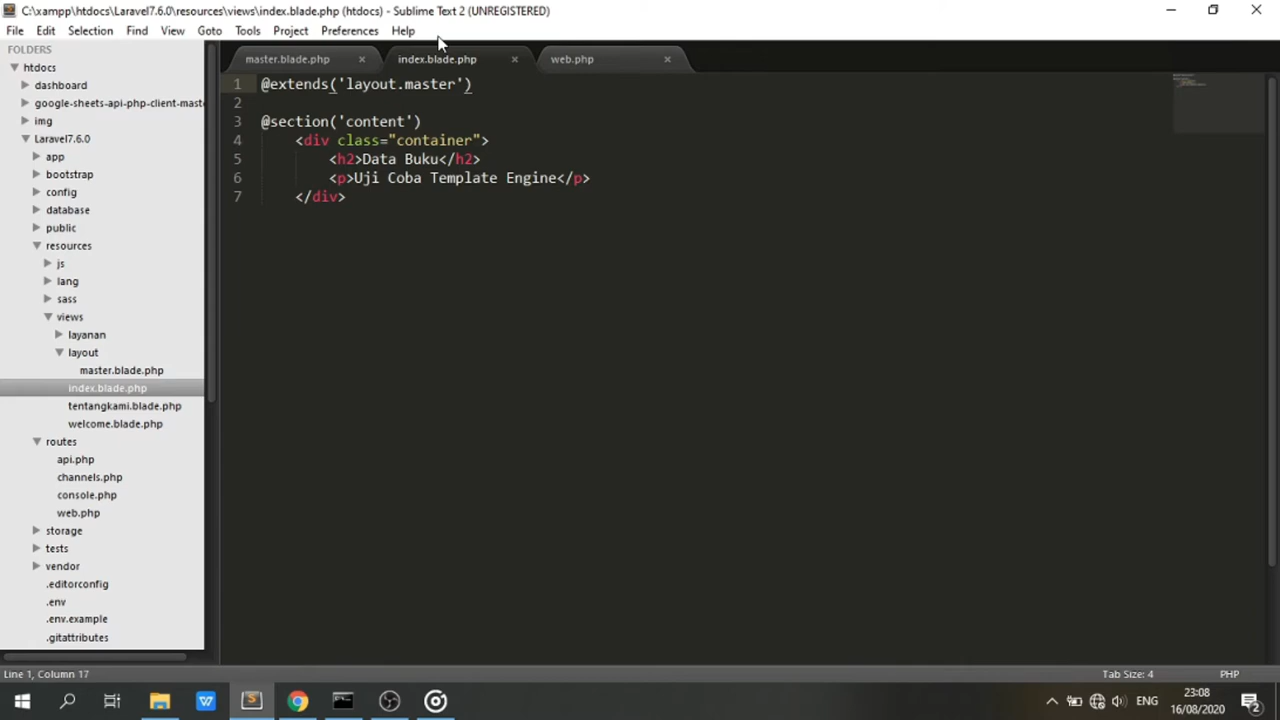 C:\xampp\htdocs\Laravel7.6.0\resources\views\index.blade.php (htdocs) - Sublime Text 2 (UNREGISTERED)
File Edit Selection Find View Goto Tools Project Preferences Help
FOLDERS
htdocs
dashboard
google-sheets-api-php-client-mast
img
Laravel7.6.0
app
bootstrap
config
database
public
resources
js
lang
sass
views
layanan
layout
master.blade.php
index.blade.php
tentangkami.blade.php
welcome.blade.php
routes
api.php
channels.php
console.php
web.php
storage
tests
vendor
.editorconfig
.env
.env.example
.gitattributes
master.blade.php index.blade.php web.php
1 @extends('layout.master')
2
3 @section('content')
4 <div class="container">
5 <h2>Data Buku</h2>
6 <p>Uji Coba Template Engine</p>
7 </div>
Line 1, Column 17 Tab Size: 4 PHP
ENG 23:08
16/08/2020 2